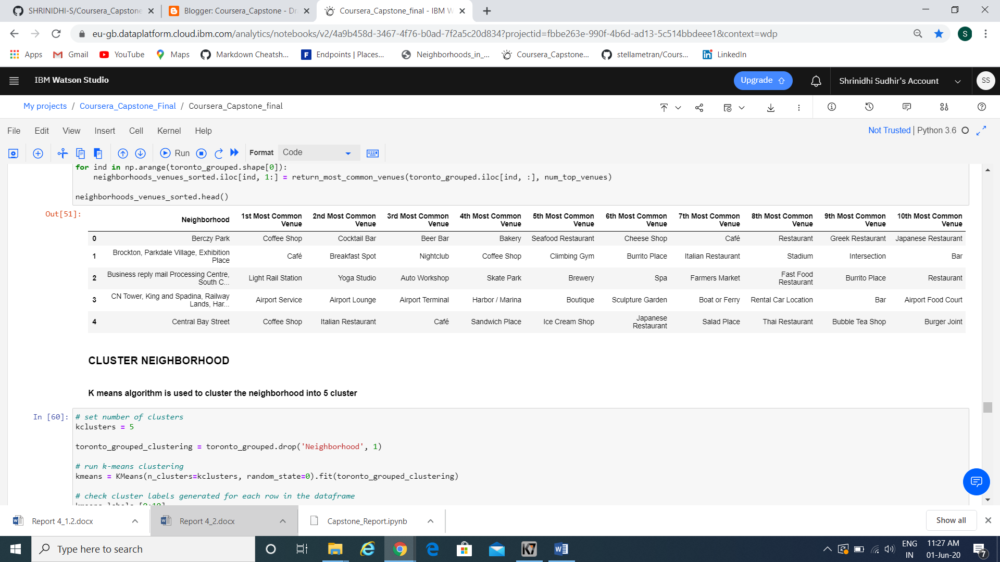 SHRINIDHI-S/Coursera_Capstone
Blogger: Coursera_Capstone - Dr
Coursera_Capstone_final - IBM W
eu-gb.dataplatform.cloud.ibm.com/analytics/notebooks/v2/4a9b458d-3467-4f76-b0ad-7f2a5c20d834?projectid=fbbe263e-990f-4b6d-ad13-5c514bbdeee1&context=wdp
S
Apps Gmail YouTube Maps Markdown Cheatsh... Endpoints | Places... Neighborhoods_in_... Coursera_Capstone... stellametran/Cours... LinkedIn
IBM Watson Studio Upgrade Shrinidhi Sudhir's Account SS
My projects / Coursera_Capstone_Final / Coursera_Capstone_final
File Edit View Insert Cell Kernel Help Not Trusted | Python 3.6
Run Format Code
for ind in np.arange(toronto_grouped.shape[0]):
    neighborhoods_venues_sorted.iloc[ind, 1:] = return_most_common_venues(toronto_grouped.iloc[ind, :], num_top_venues)
neighborhoods_venues_sorted.head()
Out[51]:
Neighborhood 1st Most Common Venue 2nd Most Common Venue 3rd Most Common Venue 4th Most Common Venue 5th Most Common Venue 6th Most Common Venue 7th Most Common Venue 8th Most Common Venue 9th Most Common Venue 10th Most Common Venue
0 Berczy Park Coffee Shop Cocktail Bar Beer Bar Bakery Seafood Restaurant Cheese Shop Café Restaurant Greek Restaurant Japanese Restaurant
1 Brockton, Parkdale Village, Exhibition Place Café Breakfast Spot Nightclub Coffee Shop Climbing Gym Burrito Place Italian Restaurant Stadium Intersection Bar
2 Business reply mail Processing Centre, South C... Light Rail Station Yoga Studio Auto Workshop Skate Park Brewery Spa Farmers Market Fast Food Restaurant Burrito Place Restaurant
3 CN Tower, King and Spadina, Railway Lands, Har... Airport Service Airport Lounge Airport Terminal Harbor / Marina Boutique Sculpture Garden Boat or Ferry Rental Car Location Bar Airport Food Court
4 Central Bay Street Coffee Shop Italian Restaurant Café Sandwich Place Ice Cream Shop Japanese Restaurant Salad Place Thai Restaurant Bubble Tea Shop Burger Joint
CLUSTER NEIGHBORHOOD
K means algorithm is used to cluster the neighborhood into 5 cluster
In [60]:
# set number of clusters
kclusters = 5
toronto_grouped_clustering = toronto_grouped.drop('Neighborhood', 1)
# run k-means clustering
kmeans = KMeans(n_clusters=kclusters, random_state=0).fit(toronto_grouped_clustering)
# check cluster labels generated for each row in the dataframe
kmeans.labels_[0:10]
Report 4_1.2.docx Report 4_2.docx Capstone_Report.ipynb Show all
Type here to search
ENG
IN
11:27 AM
01-Jun-20
7